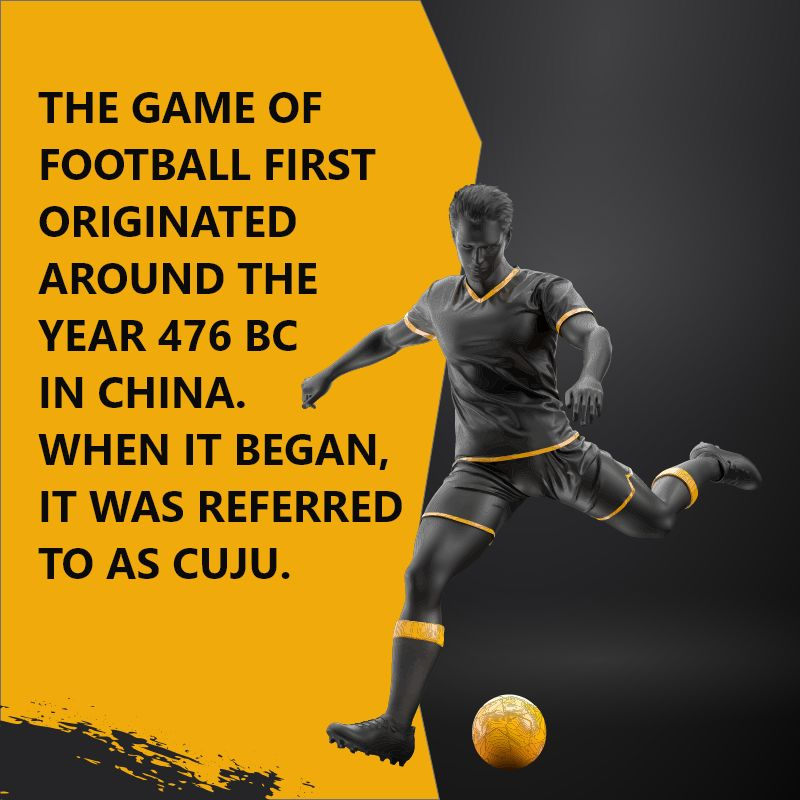 THE GAME OF
FOOTBALL FIRST
ORIGINATED
AROUND THE
YEAR 476 BC
IN CHINA.
WHEN IT BEGAN,
IT WAS REFERRED
TO AS CUJU.